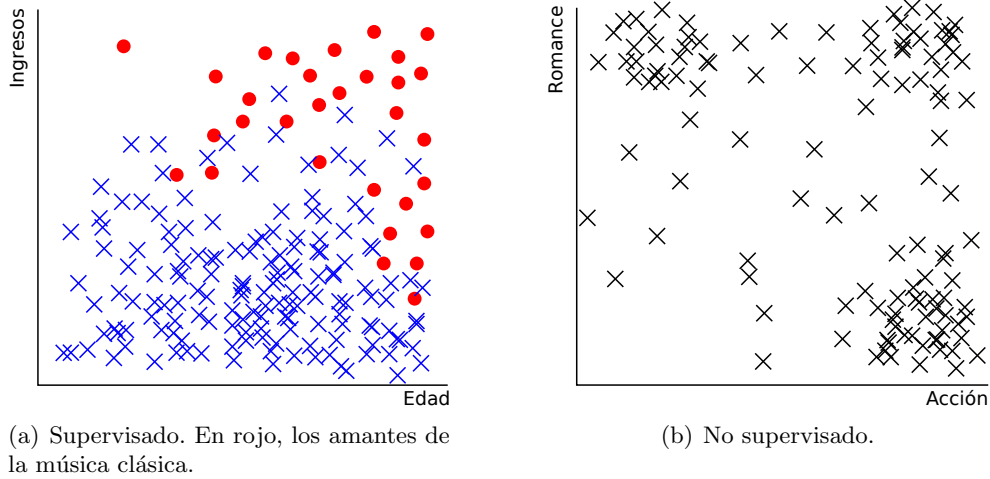 Ingresos
Edad
(a) Supervisado. En rojo, los amantes de
la música clásica.
Romance
Acción
(b) No supervisado.